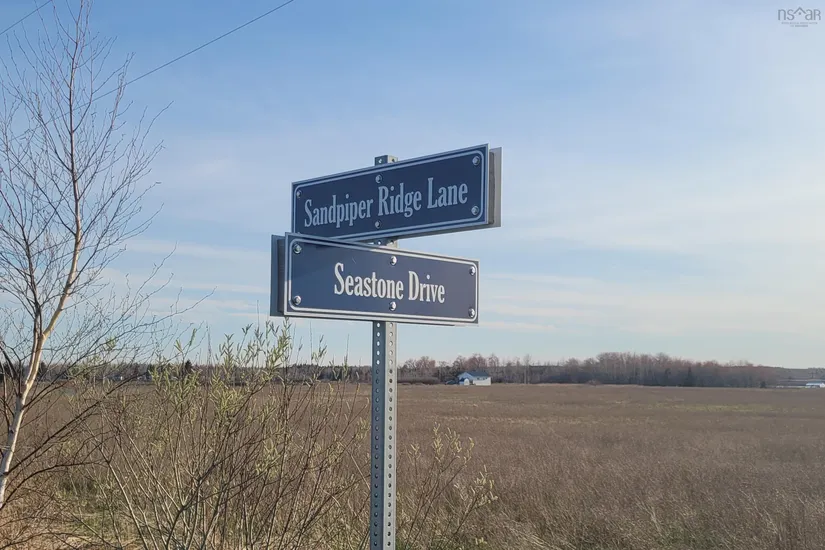 nsar
Sandpiper Ridge Lane
Seastone Drive